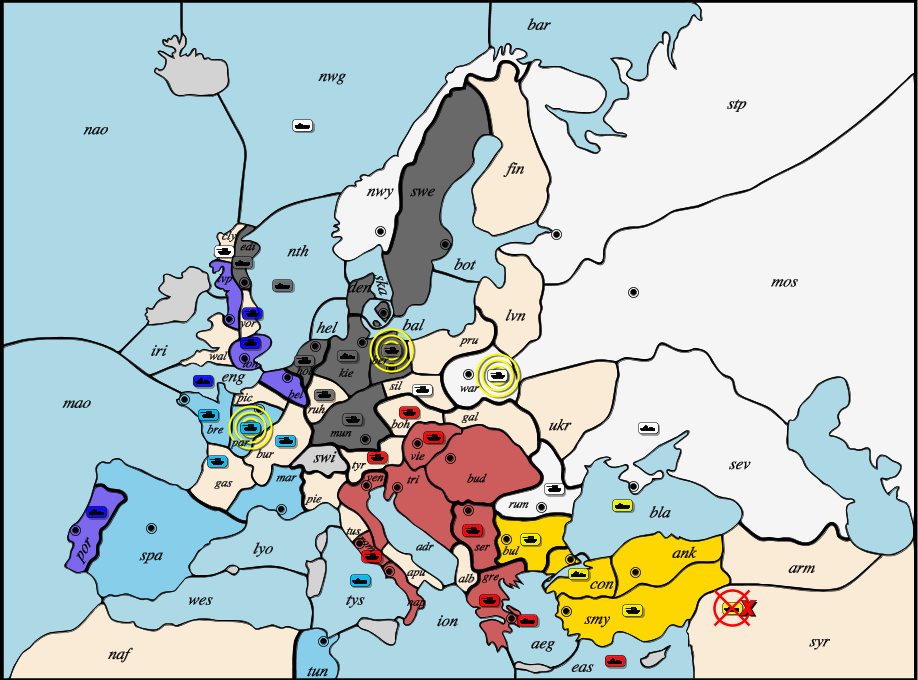 bar
nwg
stp
nao
fin
nwy
swe
cly
edi
nth
bot
mos
lvp
den
ska
lvn
yor
hel
bal
iri
wal
pru
lon
hol
kie
ber
eng
sil
war
mao
pic
bel
ruh
bre
par
mun
boh
gal
ukr
bur
swi
tyr
vie
sev
gas
mar
ven
tri
bud
rum
pie
bla
por
spa
lyo
tus
rom
adr
ser
bul
ank
apu
alb
gre
con
arm
wes
tys
nap
ion
smy
aeg
syr
naf
tun
eas